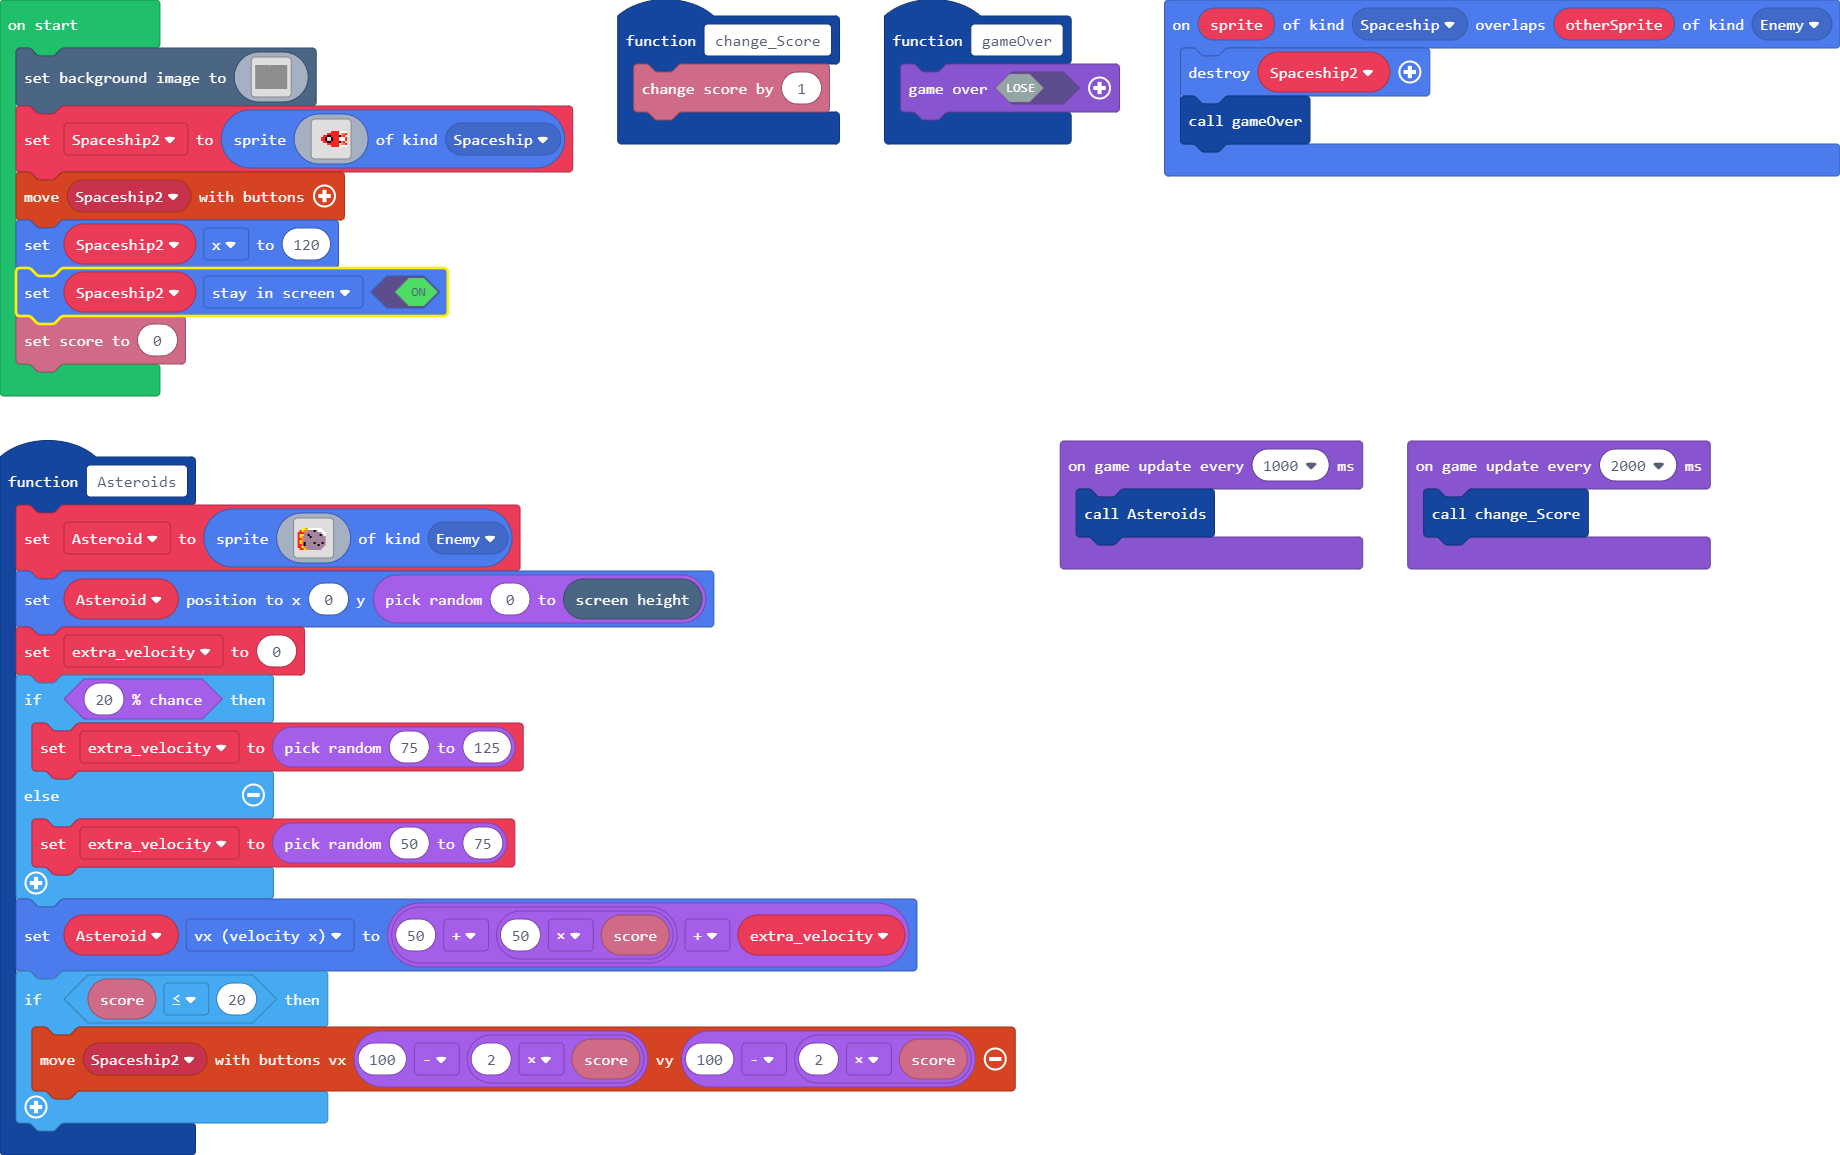 on start
set background image to
set Spaceship2 to sprite of kind Spaceship
move Spaceship2 with buttons
set Spaceship2 x to 120
set Spaceship2 stay in screen ON
set score to 0
function change_Score
change score by 1
function gameOver
game over LOSE
on sprite of kind Spaceship overlaps otherSprite of kind Enemy
destroy Spaceship2
call gameOver
function Asteroids
set Asteroid to sprite of kind Enemy
set Asteroid position to x 0 y pick random 0 to screen height
set extra_velocity to 0
if 20 % chance then
set extra_velocity to pick random 75 to 125
else
set extra_velocity to pick random 50 to 75
set Asteroid vx (velocity x) to 50 + 50 × score + extra_velocity
if score ≤ 20 then
move Spaceship2 with buttons vx 100 - 2 × score vy 100 - 2 × score
on game update every 1000 ms
call Asteroids
on game update every 2000 ms
call change_Score